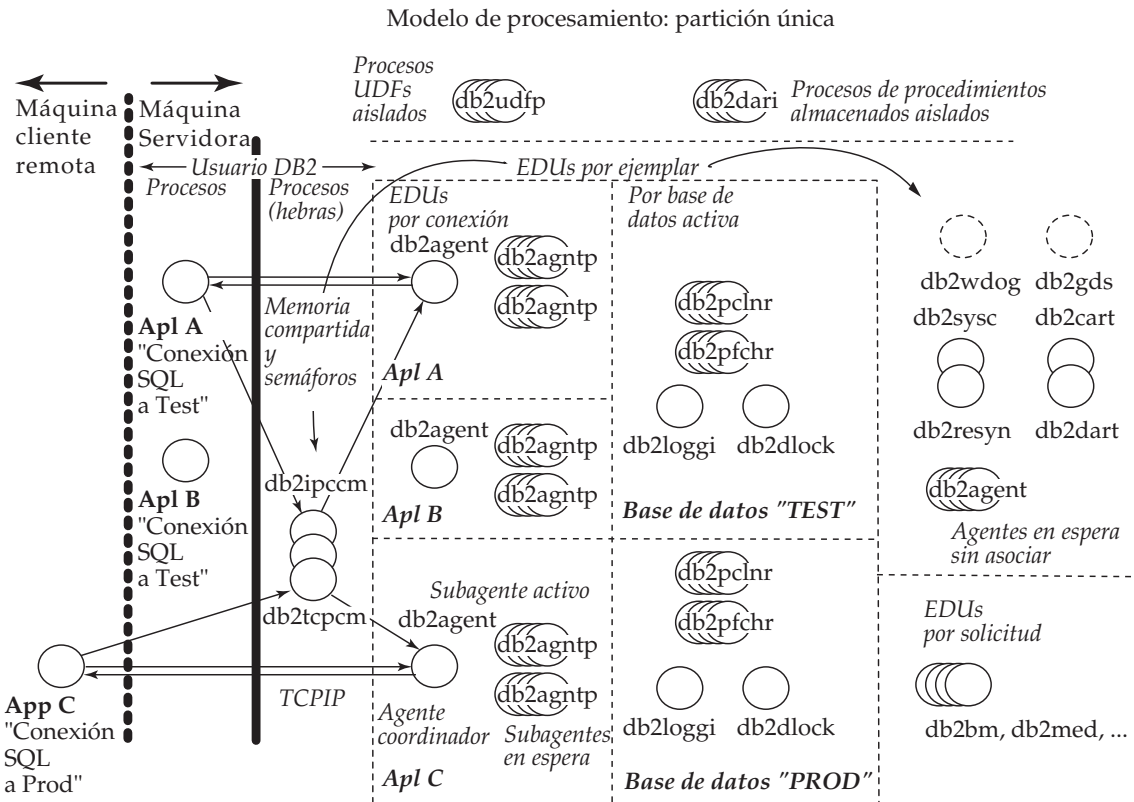 Modelo de procesamiento: partición única
Procesos
UDFs
aislados
db2udfp
db2dari
Procesos de procedimientos
almacenados aislados
Máquina
cliente
remota
Máquina
Servidora
Usuario DB2
Procesos
Procesos
(hebras)
EDUs por ejemplar
EDUs
por conexión
db2agent
db2agntp
db2agntp
Por base de
datos activa
db2pclnr
db2pfchr
db2loggi
db2dlock
Base de datos "TEST"
db2wdog
db2gds
db2sysc
db2cart
db2resyn
db2dart
db2agent
Agentes en espera
sin asociar
Apl A
"Conexión
SQL
a Test"
Memoria
compartida
y
semáforos
Apl A
db2agent
db2agntp
db2agntp
Apl B
Apl B
"Conexión
SQL
a Test"
db2ipccm
db2tcpcm
Subagente activo
db2agent
db2agntp
db2agntp
Agente
coordinador
Subagentes
en espera
Apl C
db2pclnr
db2pfchr
db2loggi
db2dlock
Base de datos "PROD"
EDUs
por solicitud
db2bm, db2med, ...
TCPIP
App C
"Conexión
SQL
a Prod"